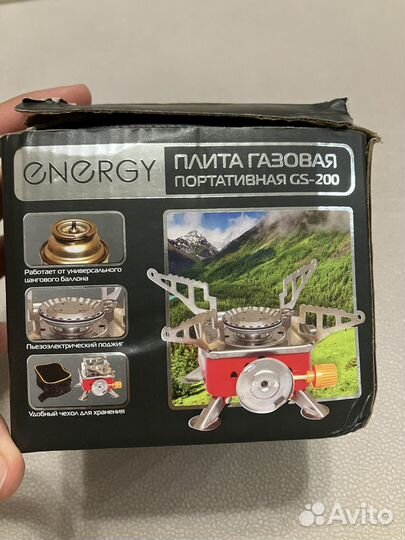 ENERGY
ПЛИТА ГАЗОВАЯ
ПОРТАТИВНАЯ GS-200
Работает от универсального
цангового баллона
Пьезоэлектрический поджиг
Удобный чехол для хранения
Avito